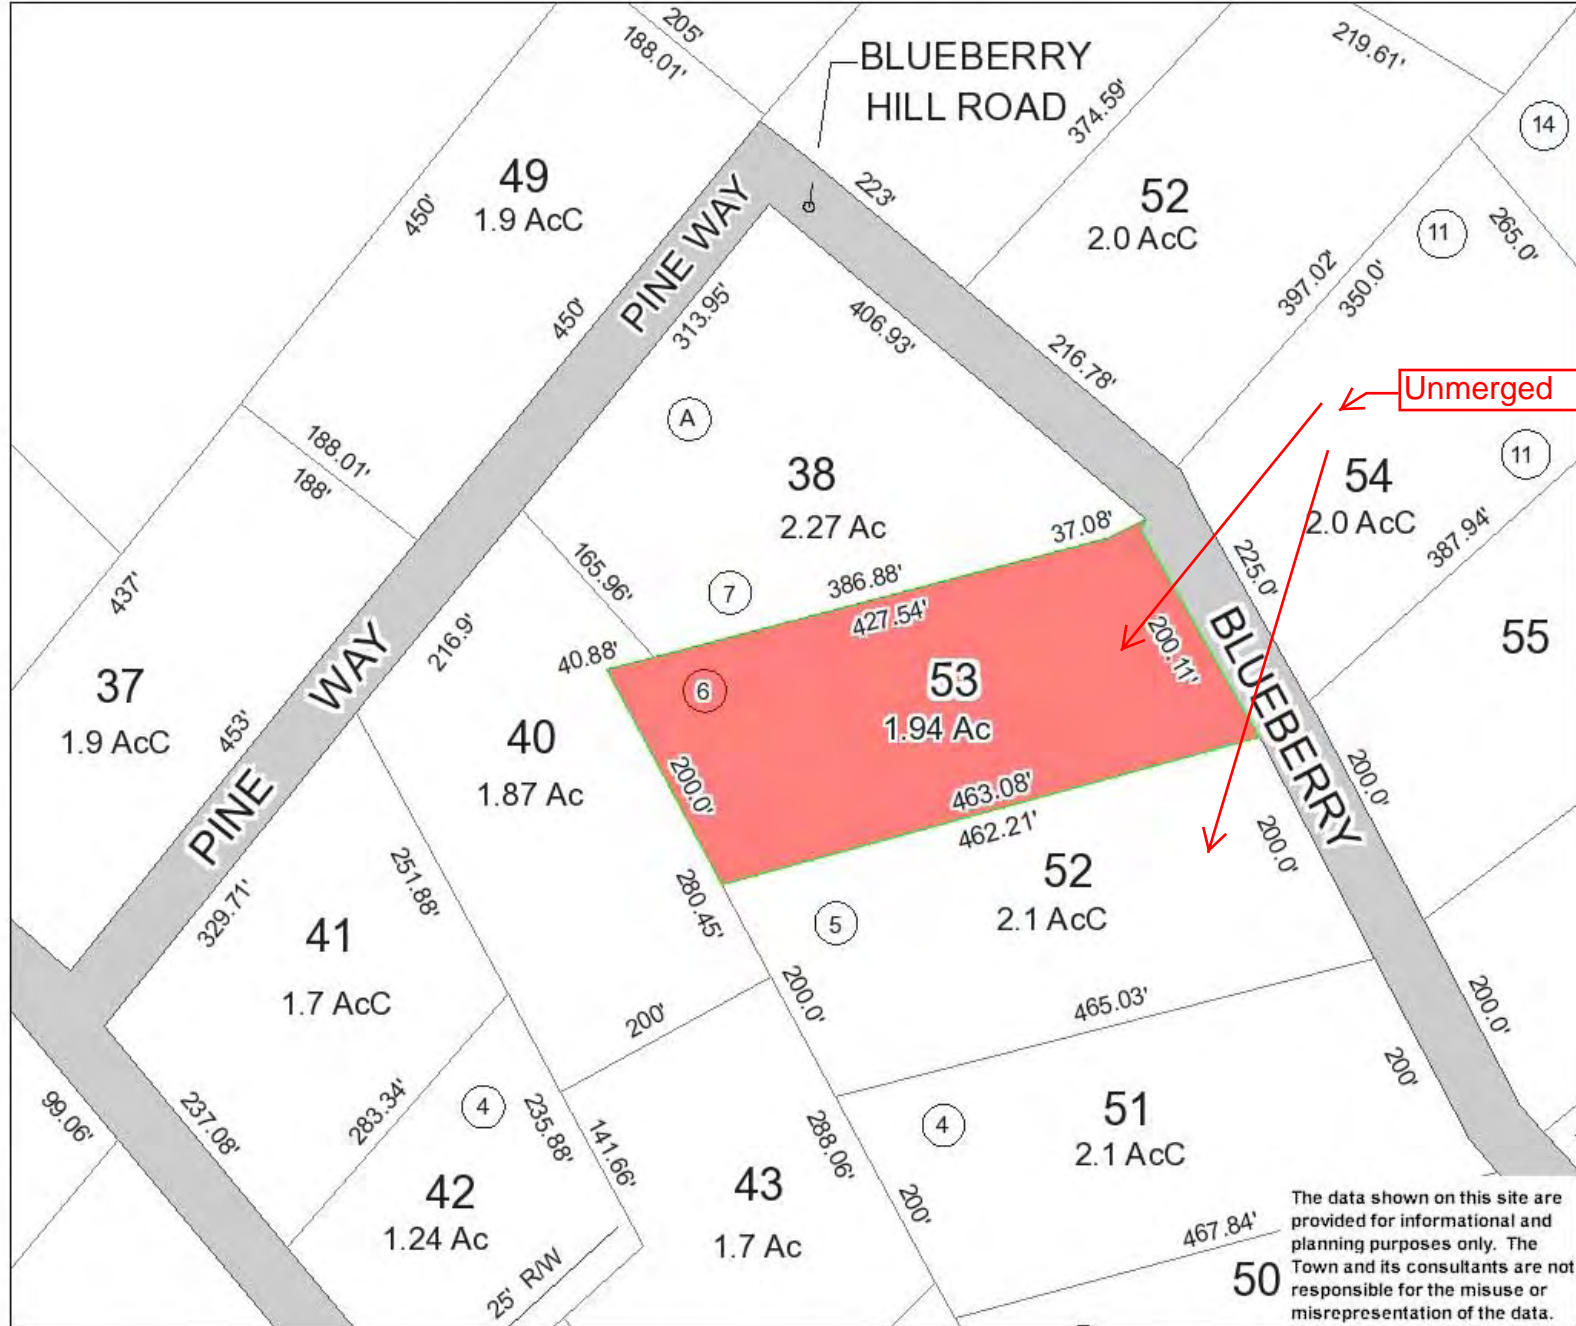 205'
188.01'
BLUEBERRY
HILL ROAD
219.61'
374.59'
14
49
1.9 AcC
450'
PINE WAY
223'
52
2.0 AcC
11
265.0'
397.02'
350.0'
450'
313.95'
406.93'
216.78'
Unmerged
A
188.01'
188'
38
2.27 Ac
11
54
2.0 AcC
37.08'
387.94'
225.0'
165.96'
386.88'
427.54'
7
437'
216.9'
40.88'
6
53
1.94 Ac
200.11'
BLUEBERRY
55
37
1.9 AcC
453'
PINE WAY
40
1.87 Ac
200.0'
463.08'
462.21'
200.0'
200.0'
251.88'
329.71'
280.45'
52
2.1 AcC
5
41
1.7 AcC
200'
200.0'
465.03'
200.0'
200'
99.06'
237.08'
283.34'
4
235.88'
141.66'
288.06'
4
51
2.1 AcC
42
1.24 Ac
43
1.7 Ac
200'
467.84'
25' R/W
50
The data shown on this site are
provided for informational and
planning purposes only. The
Town and its consultants are not
responsible for the misuse or
misrepresentation of the data.